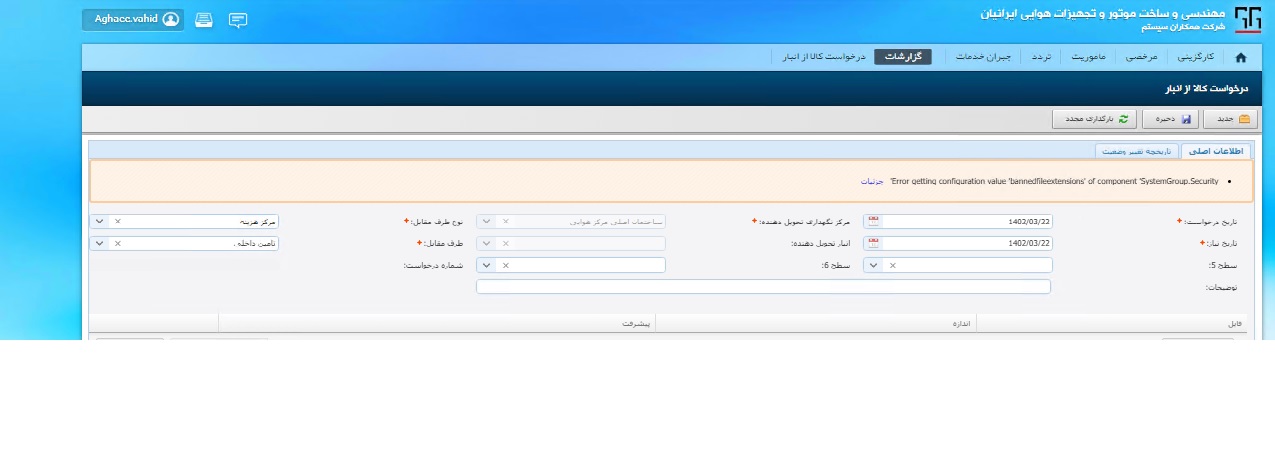 مهندسی و ساخت موتور و تجهیزات هوایی ایرانیان
شرکت همکاران سیستم
Aghaee.vahid
کارگزینی مرخصی ماموریت تردد جبران خدمات گزارشات درخواست کالا از انبار
درخواست کالا از انبار
جدید ذخیره بارگذاری مجدد
اطلاعات اصلی تاریخچه تغییر وضعیت
'Error getting configuration value 'bannedfileextensions' of component 'SystemGroup.Security جزئیات
تاریخ درخواست: 1402/03/22 مرکز نگهداری تحویل دهنده: ساختمان اصلی مرکز هوایی نوع طرف مقابل: مرکز هزینه
تاریخ نیاز: 1402/03/22 انبار تحویل دهنده: طرف مقابل: تامین داخله .
سطح 5: سطح 6: شماره درخواست:
توضیحات:
فایل اندازه پیشرفت